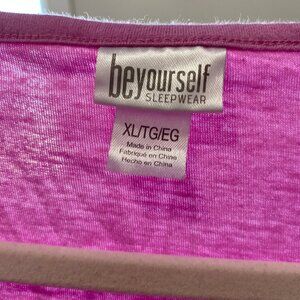 beyourself
SLEEPWEAR
XL/TG/EG
Made in China
Fabriqué en Chine
Hecho en China